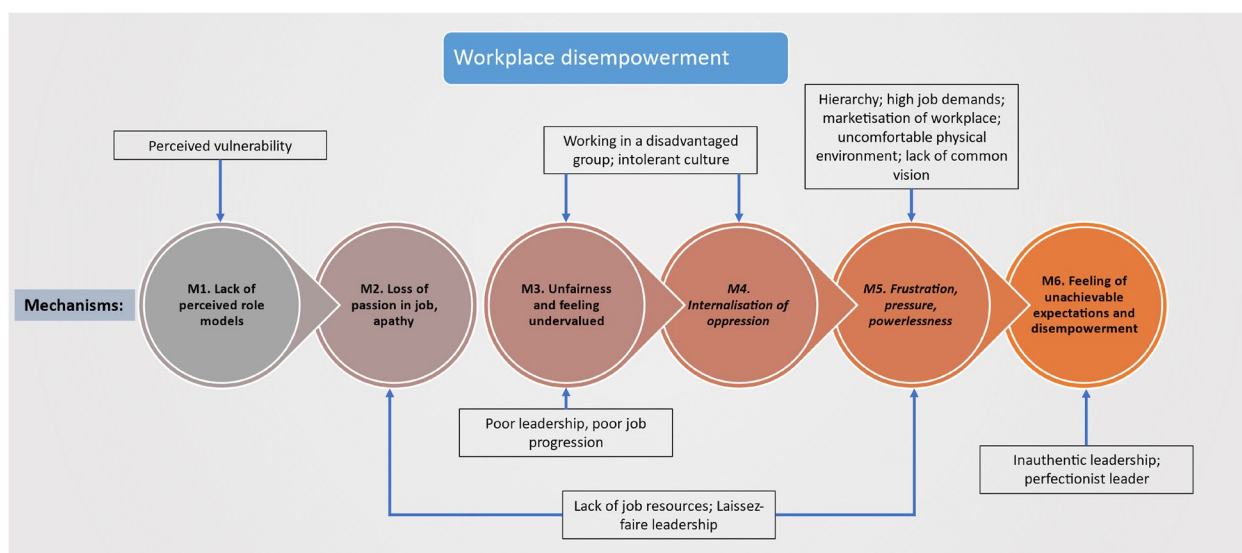 Workplace disempowerment
Perceived vulnerability
Working in a disadvantaged
group; intolerant culture
Hierarchy; high job demands;
marketisation of workplace;
uncomfortable physical
environment; lack of common
vision
Mechanisms:
M1. Lack of
perceived role
models
M2. Loss of
passion in job,
apathy
M3. Unfairness
and feeling
undervalued
M4.
Internalisation of
oppression
M5. Frustration,
pressure,
powerlessness
M6. Feeling of
unachievable
expectations and
disempowerment
Poor leadership, poor job
progression
Lack of job resources; Laissez-
faire leadership
Inauthentic leadership;
perfectionist leader